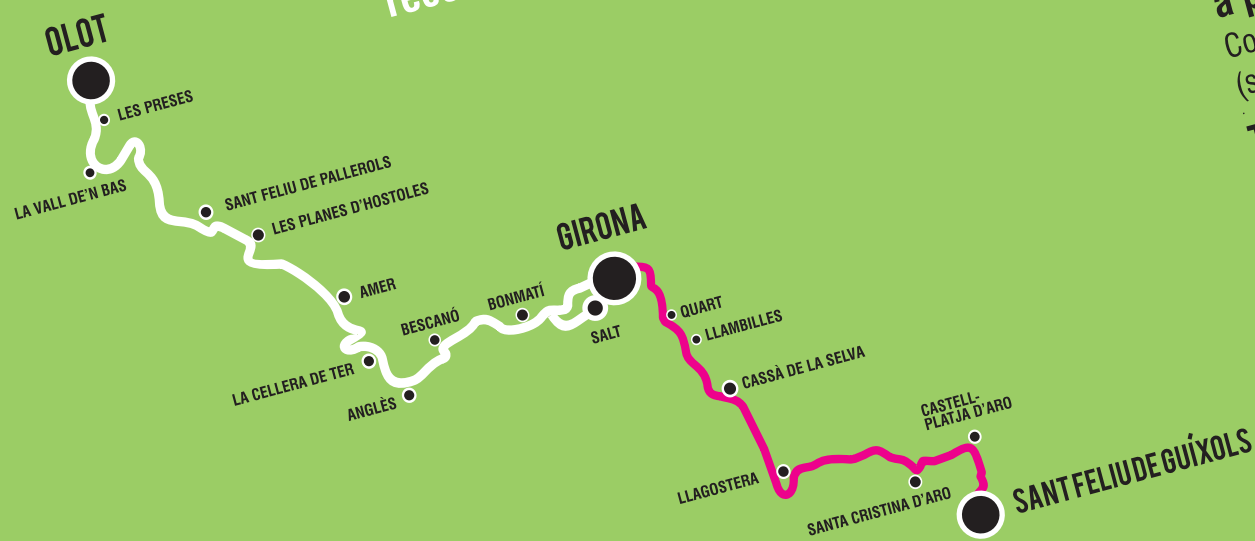 OLOT
LES PRESES
LA VALL DE'N BAS
SANT FELIU DE PALLEROLS
LES PLANES D'HOSTOLES
AMER
LA CELLERA DE TER
ANGLÈS
BESCANÓ
BONMATÍ
GIRONA
SALT
QUART
LLAMBILLES
CASSÀ DE LA SELVA
LLAGOSTERA
SANTA CRISTINA D'ARO
CASTELL-
PLATJA D'ARO
SANT FELIU DE GUÍXOLS